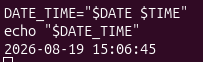 DATE_TIME="$DATE $TIME"
echo "$DATE_TIME"
2026-08-19 15:06:45